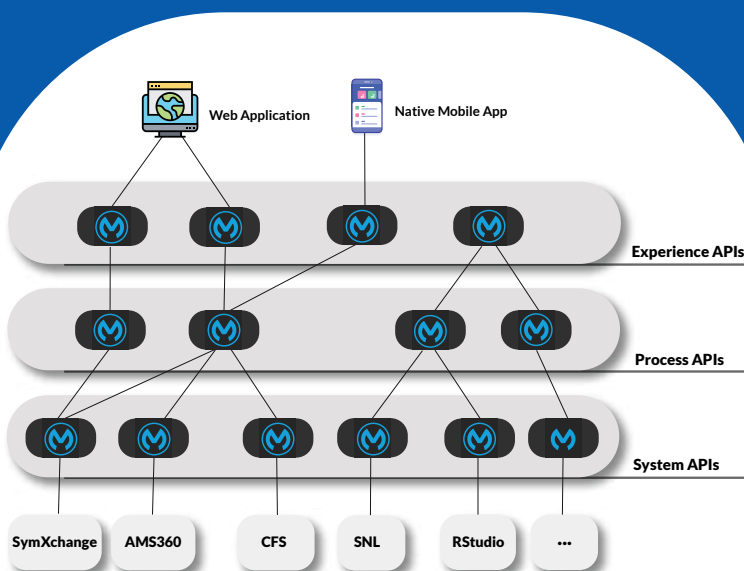 Web Application
Native Mobile App
Experience APIs
Process APIs
System APIs
SymXchange
AMS360
CFS
SNL
RStudio
...